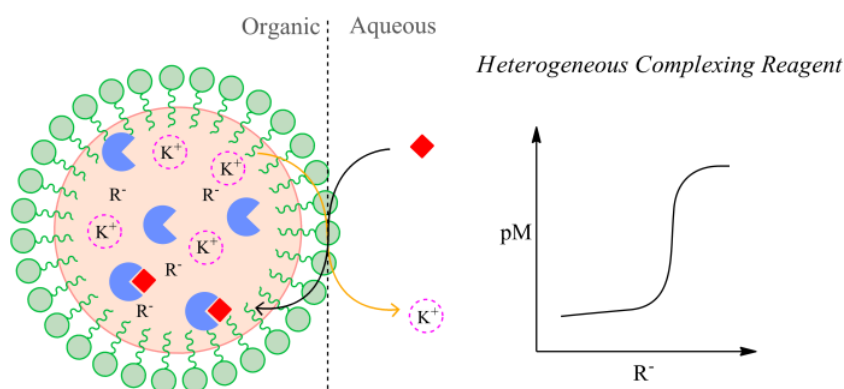 Organic Aqueous
Heterogeneous Complexing Reagent
K+
K+
R-
R-
K+
K+
R-
R-
K+
pM
R-